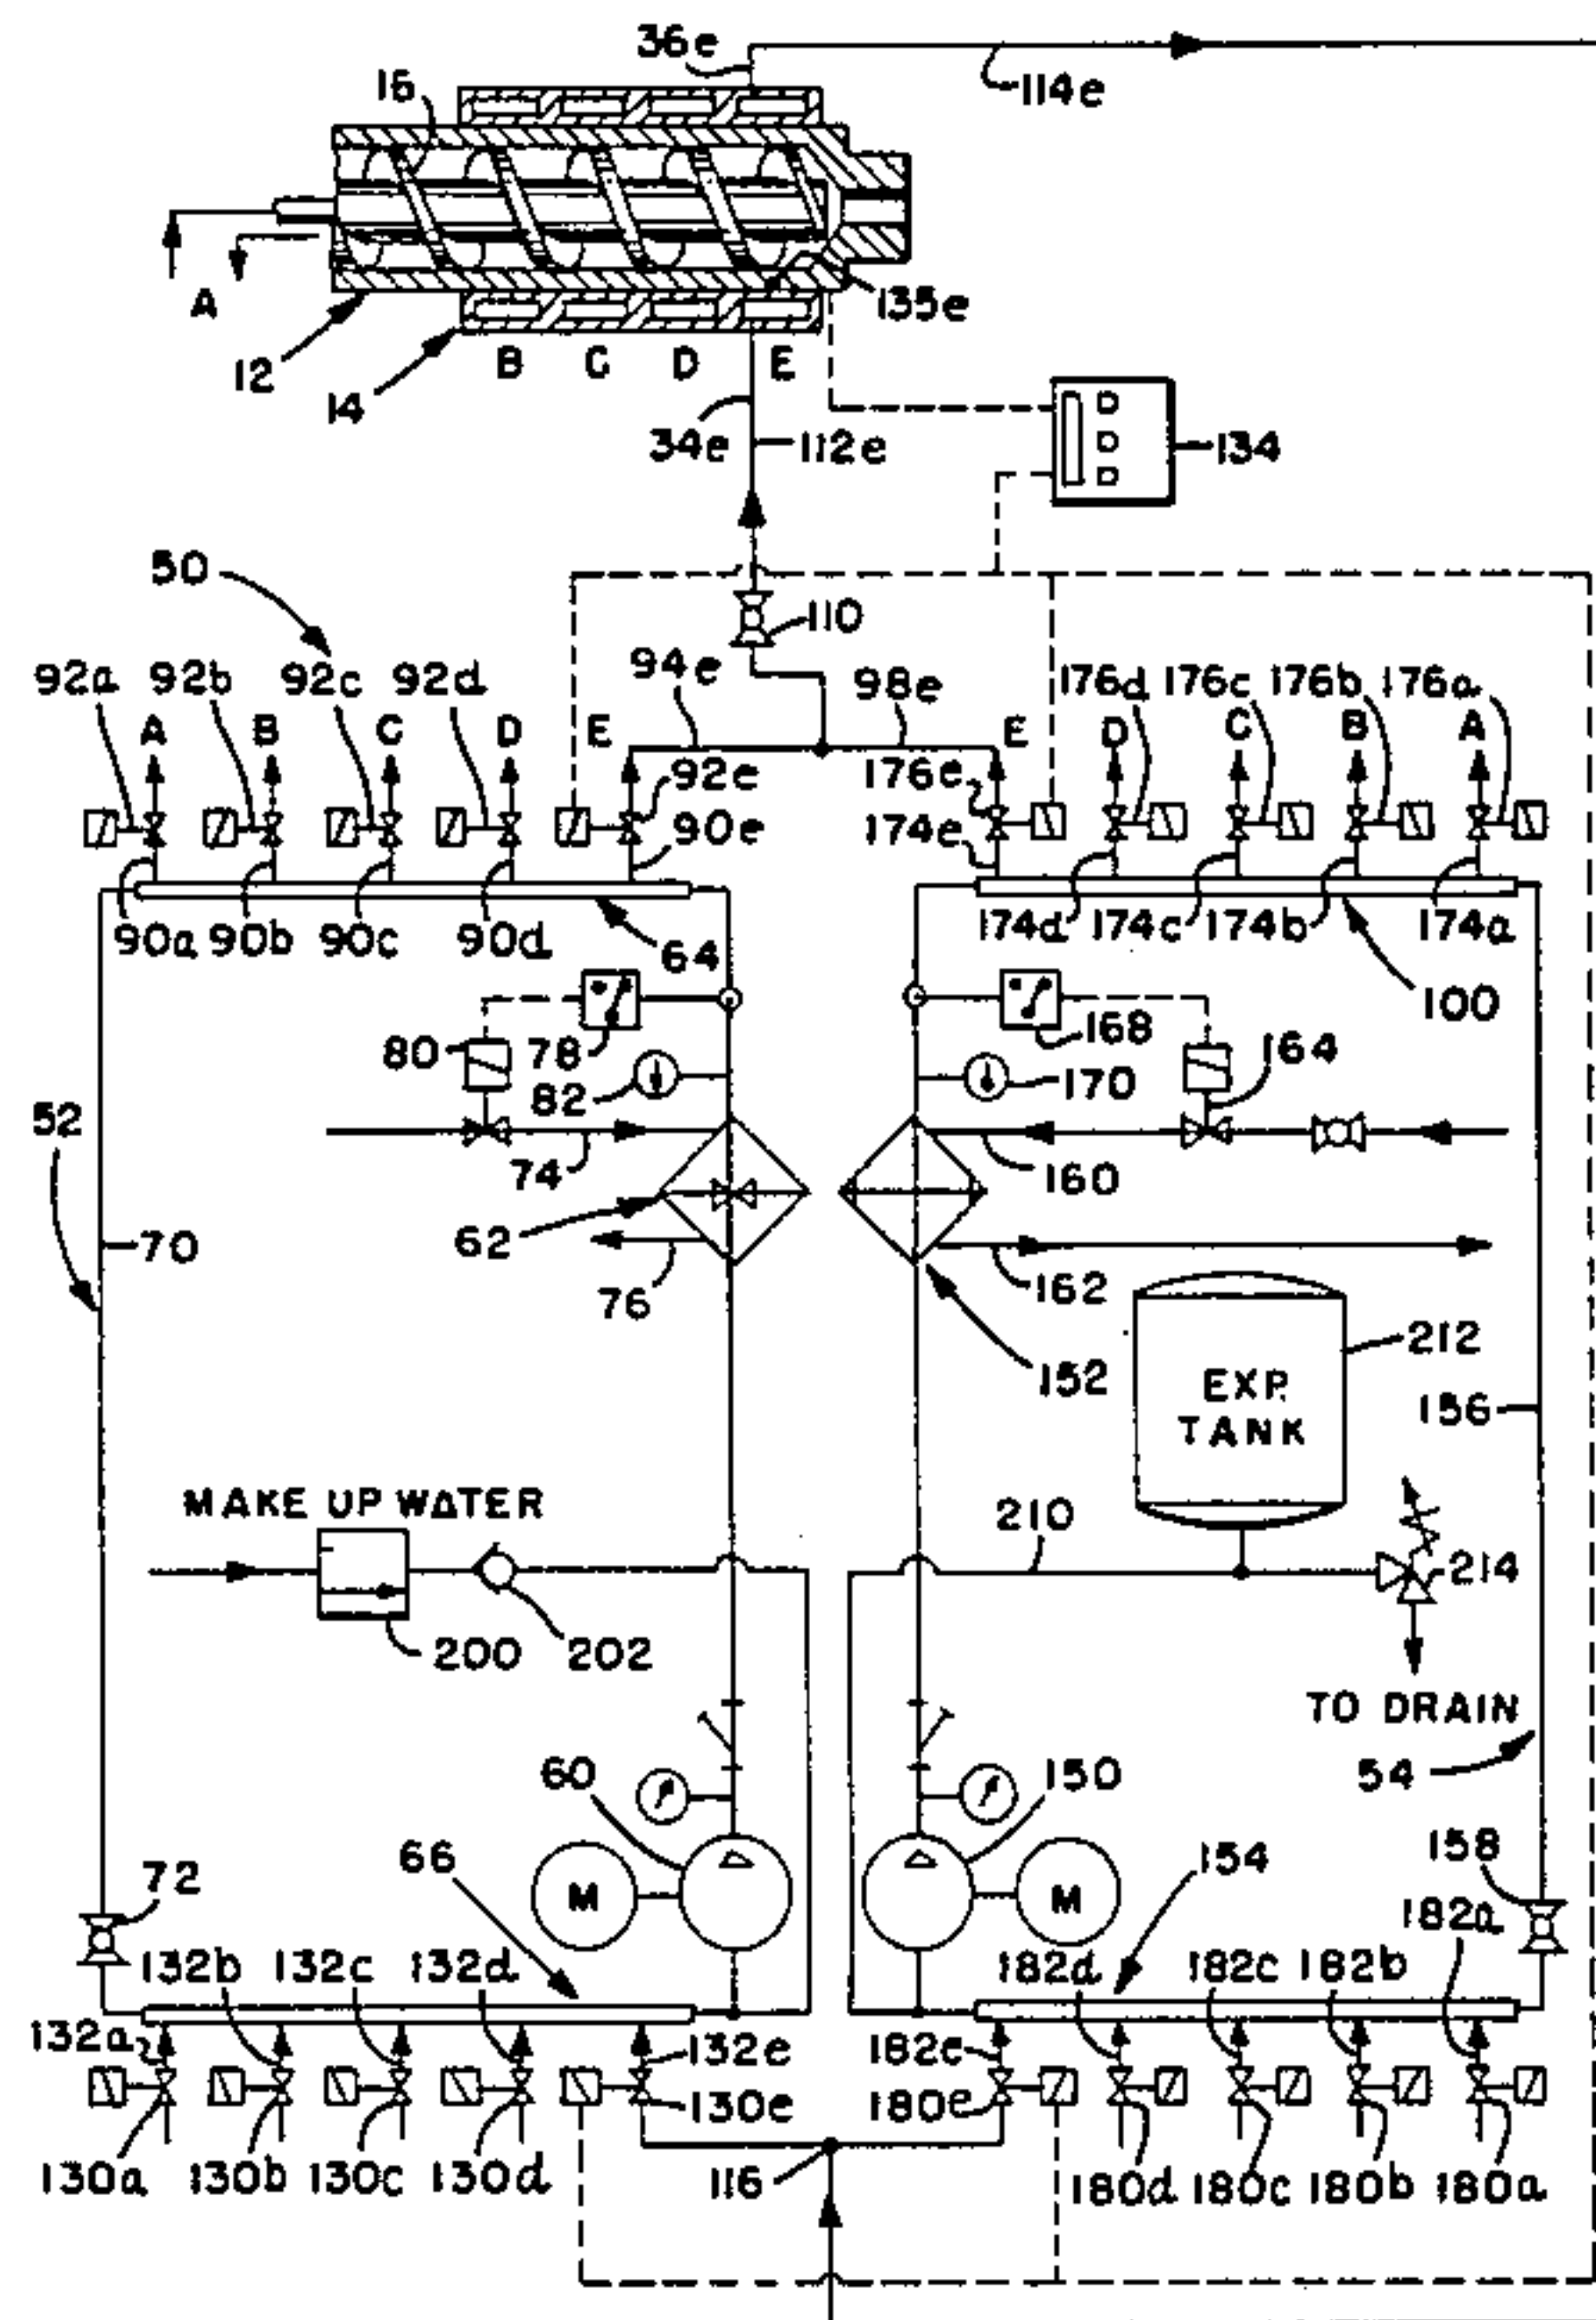 36e
16
114e
A
135e
12
B C D E
14
34e
112e
134
50
110
94e
98e
92a 92b 92c 92d
176d 176c 176b 176a
A B C D E
E D C B A
92e
176e
90e
174e
90a 90b 90c 90d
64
174d 174c 174b 174a
100
80
78
168
164
82
170
52
74
160
62
70
76
162
152
212
EXP.
TANK
156
MAKE UP WATER
210
214
200
202
TO DRAIN
60
150
54
66
M
M
154
158
72
182a
132b 132c 132d
182d 182c 182b
132a
132e
182e
130e
180e
130a 130b 130c 130d
116
180d 180c 180b 180a